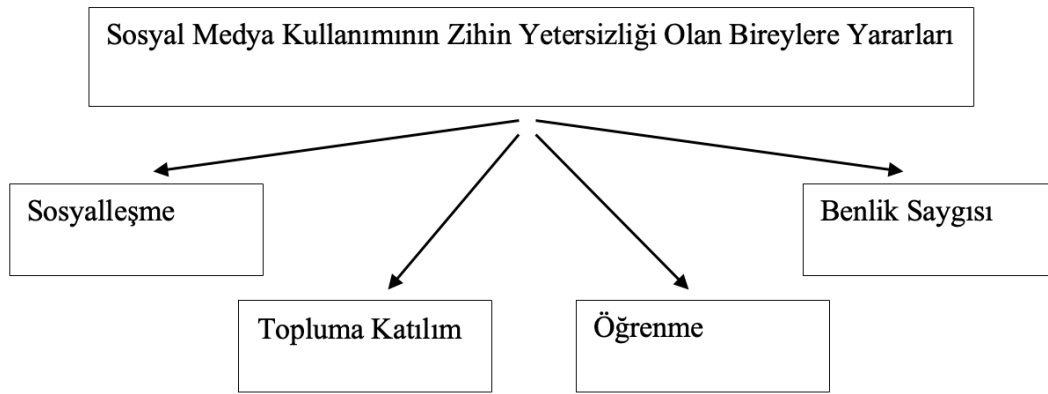 Sosyal Medya Kullanımının Zihin Yetersizliği Olan Bireylere Yararları
Sosyalleşme
Benlik Saygısı
Topluma Katılım
Öğrenme